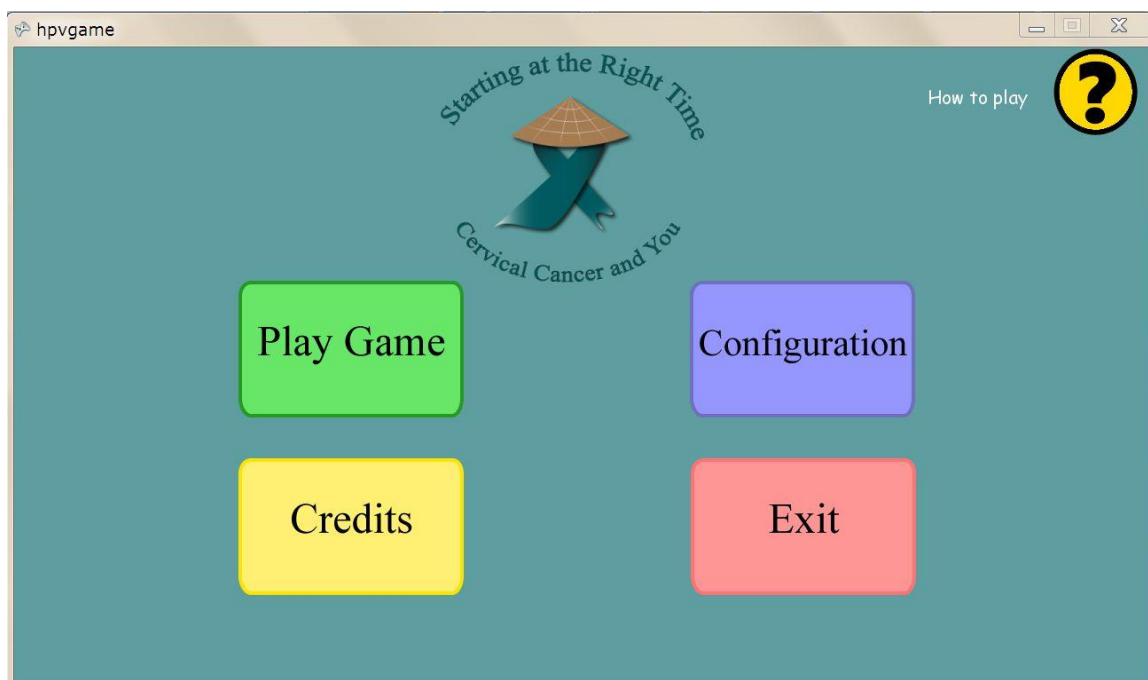 hpvgame
Starting at the Right Time
How to play
?
Cervical Cancer and You
Play Game
Configuration
Credits
Exit